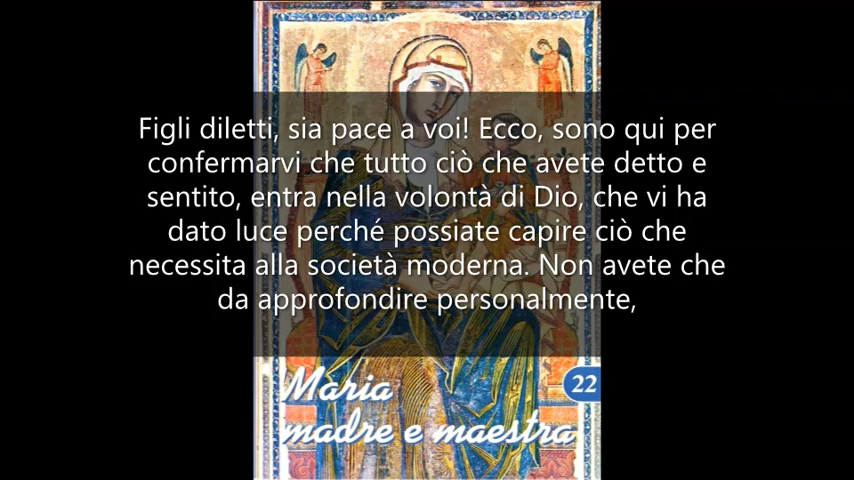 Figli diletti, sia pace a voi! Ecco, sono qui per
confermarvi che tutto ciò che avete detto e
sentito, entra nella volontà di Dio, che vi ha
dato luce perché possiate capire ciò che
necessita alla società moderna. Non avete che
da approfondire personalmente,
Maria
22
madre e maestra